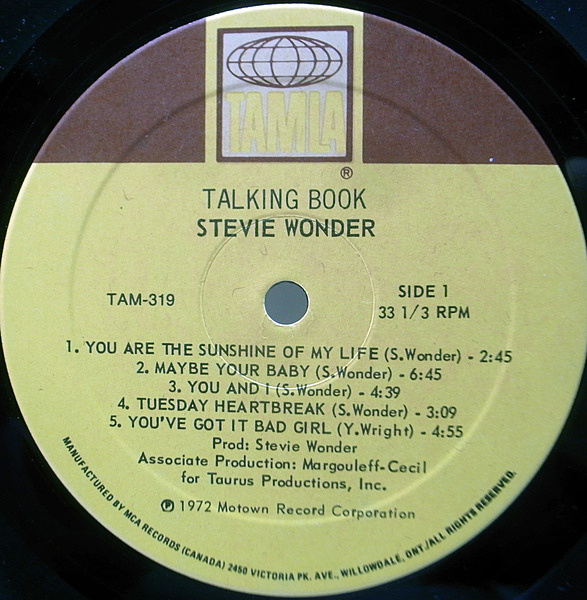 TAMLA
®
TALKING BOOK
STEVIE WONDER
TAM-319
SIDE 1
33 1/3 RPM
1. YOU ARE THE SUNSHINE OF MY LIFE (S.Wonder) - 2:45
2. MAYBE YOUR BABY (S.Wonder) - 6:45
3. YOU AND I (S.Wonder) - 4:39
4. TUESDAY HEARTBREAK (S.Wonder) - 3:09
5. YOU'VE GOT IT BAD GIRL (Y.Wright) - 4:55
Prod: Stevie Wonder
Associate Production: Margouleff-Cecil
for Taurus Productions, Inc.
℗ 1972 Motown Record Corporation
MANUFACTURED BY MCA RECORDS (CANADA) 2450 VICTORIA PK. AVE., WILLOWDALE, ONT./ALL RIGHTS RESERVED.